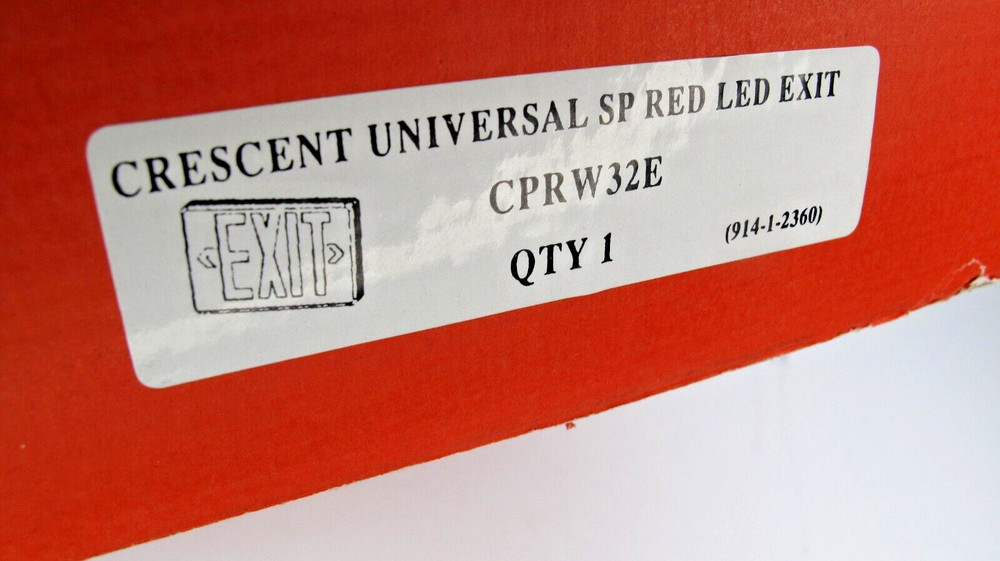 CRESCENT UNIVERSAL SP RED LED EXIT
CPRW32E
EXIT
QTY 1
(914-1-2360)